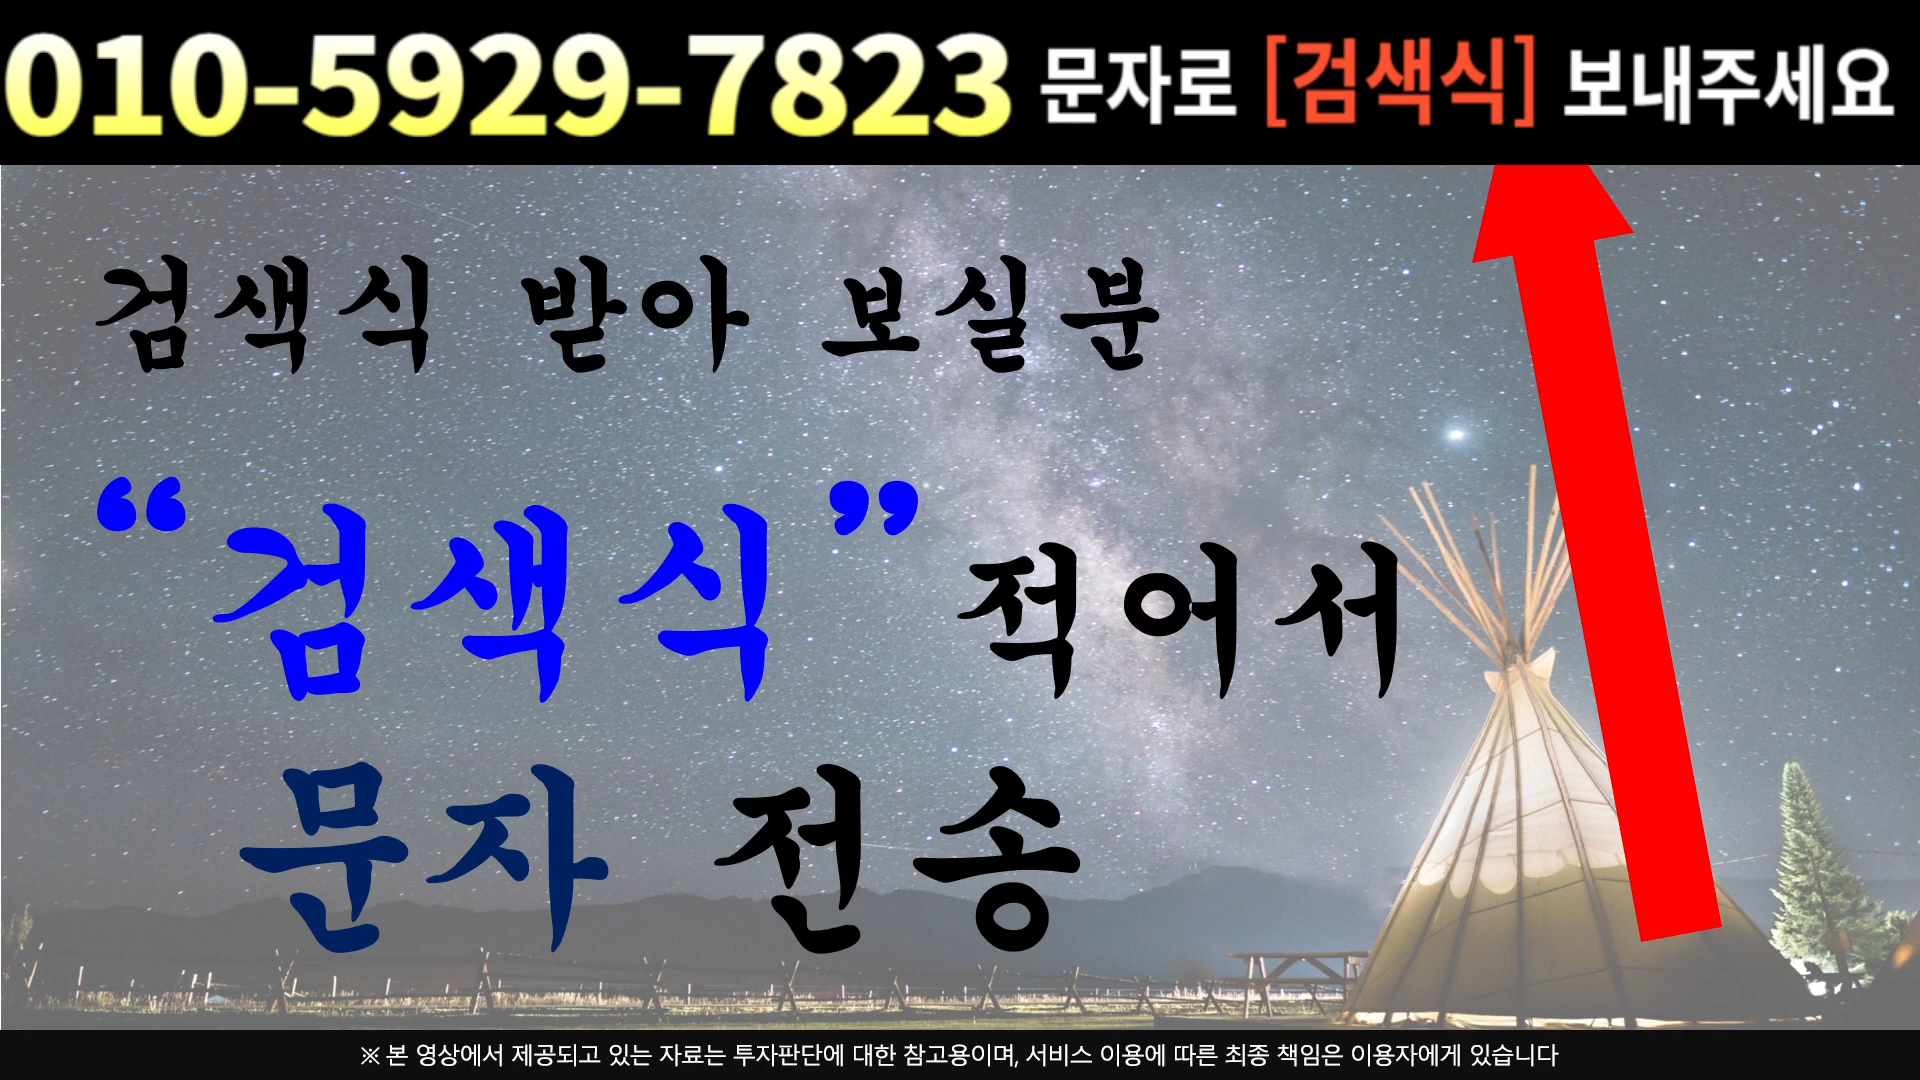 010-5929-7823 문자로 [검색식] 보내주세요
검색식 받아 보실분
“검색식” 적어서
문자 전송
※ 본 영상에서 제공되고 있는 자료는 투자판단에 대한 참고용이며, 서비스 이용에 따른 최종 책임은 이용자에게 있습니다